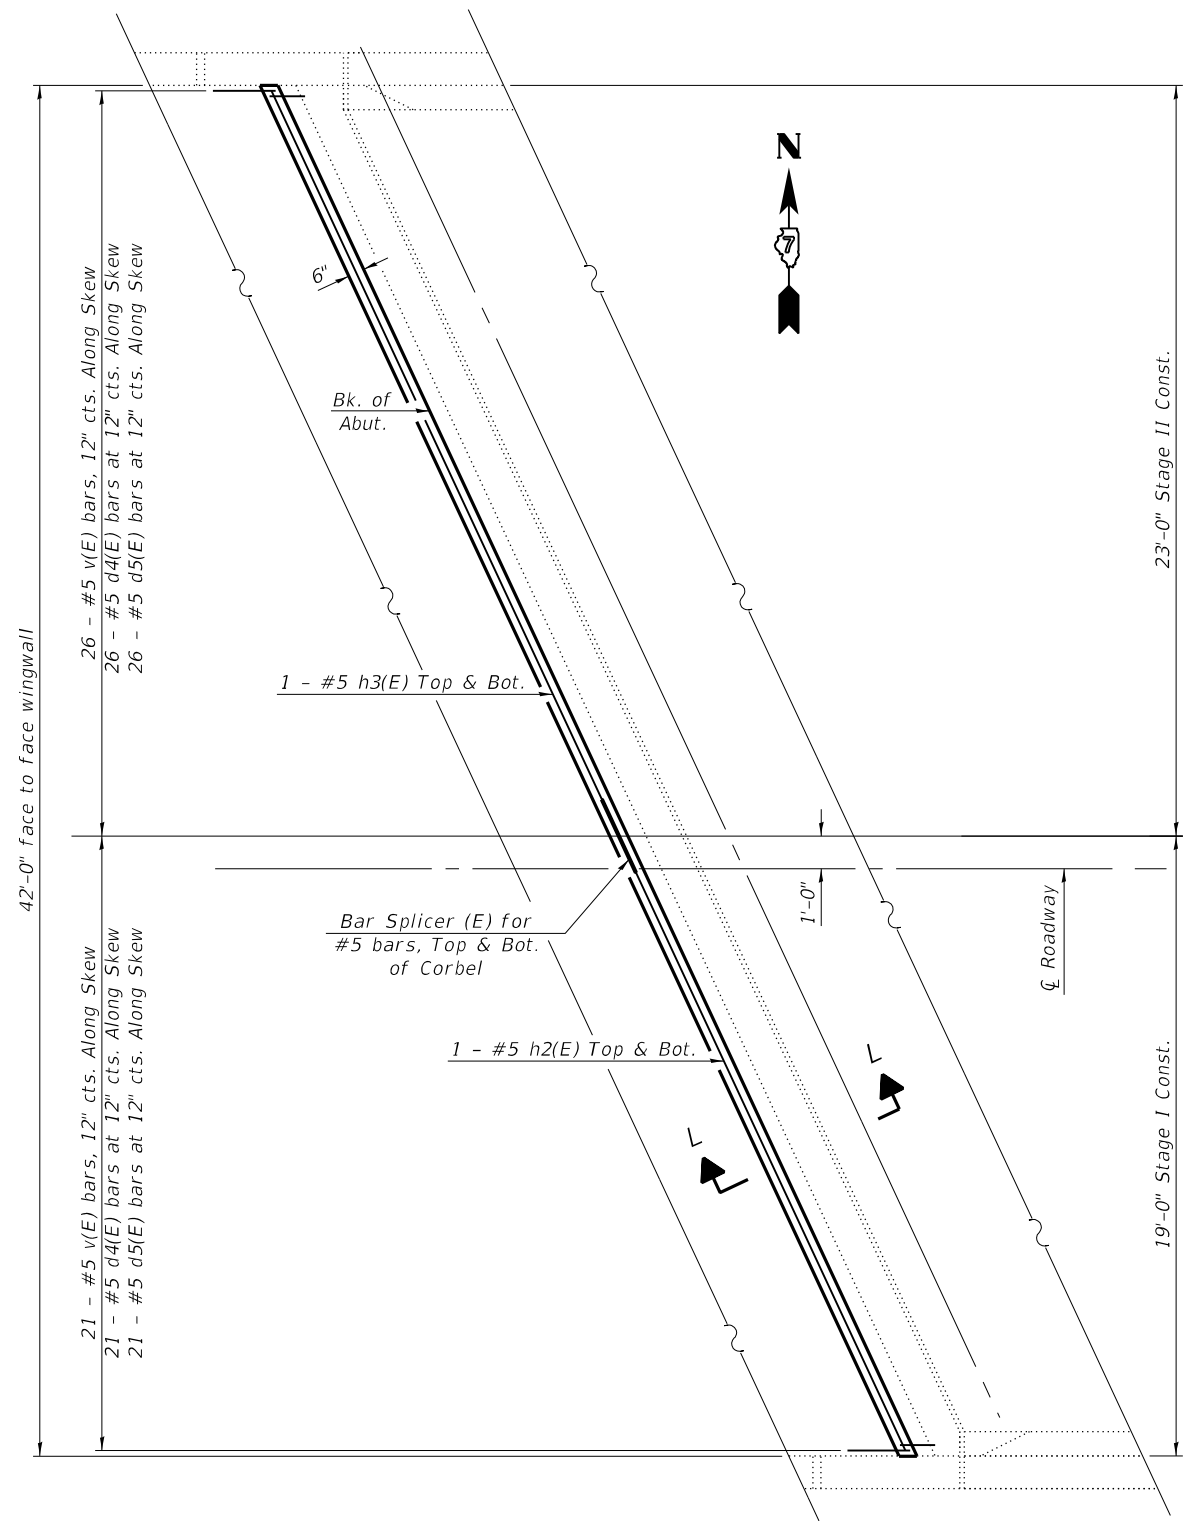 N
7
6"
Bk. of
Abut.
26 - #5 v(E) bars, 12" cts. Along Skew
26 - #5 d4(E) bars at 12" cts. Along Skew
26 - #5 d5(E) bars at 12" cts. Along Skew
23'-0" Stage II Const.
42'-0" face to face wingwall
1 - #5 h3(E) Top & Bot.
1'-0"
℄ Roadway
Bar Splicer (E) for
#5 bars, Top & Bot.
of Corbel
1 - #5 h2(E) Top & Bot.
21 - #5 v(E) bars, 12" cts. Along Skew
21 - #5 d4(E) bars at 12" cts. Along Skew
21 - #5 d5(E) bars at 12" cts. Along Skew
L
L
19'-0" Stage I Const.